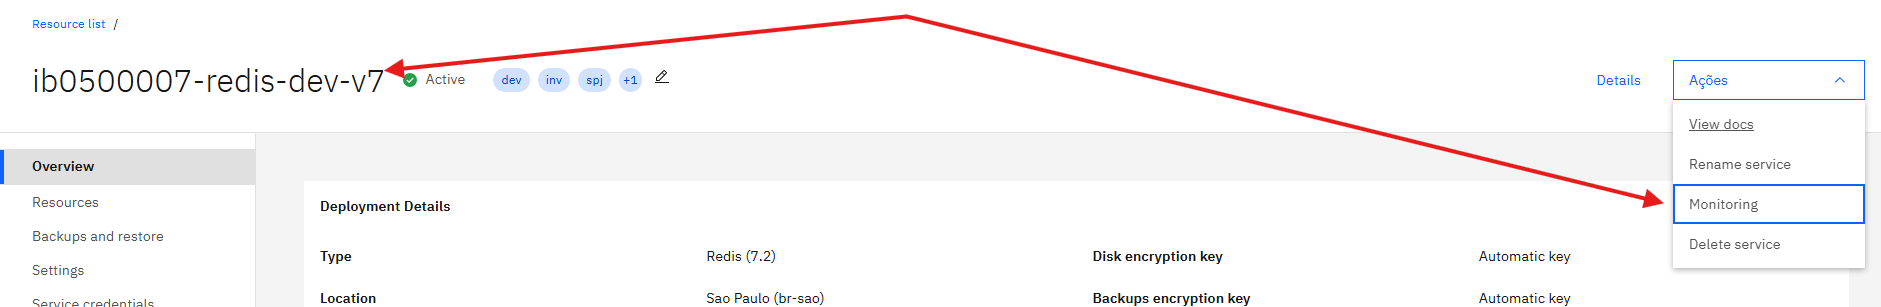 Resource list /
ib0500007-redis-dev-v7 Active dev inv spj +1
Details Ações
View docs
Rename service
Monitoring
Delete service
Overview
Resources
Backups and restore
Settings
Service credentials
Deployment Details
Type Redis (7.2) Disk encryption key Automatic key
Location Sao Paulo (br-sao) Backups encryption key Automatic key